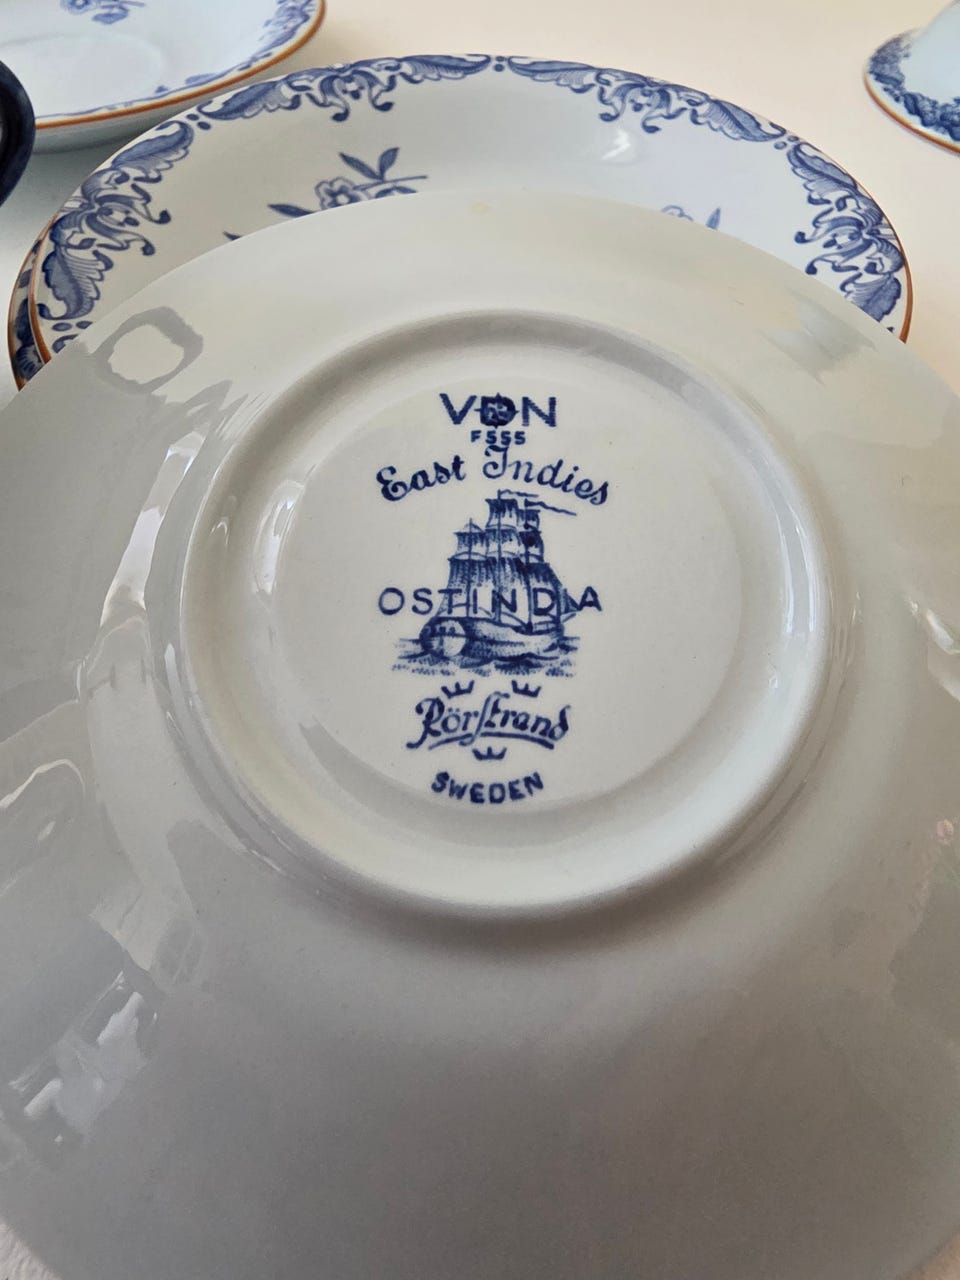 VDN
F555
East Indies
OSTINDIA
Rörstrand
SWEDEN